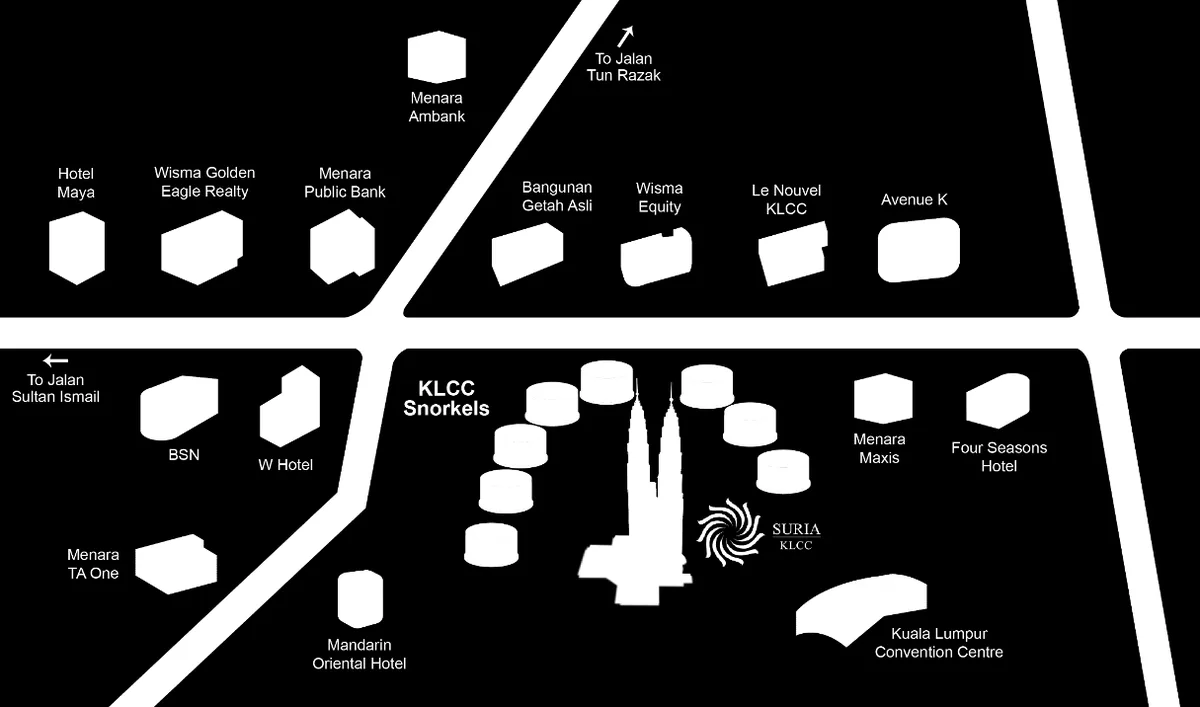 To Jalan
Tun Razak
Menara
Ambank
Hotel
Maya
Wisma Golden
Eagle Realty
Menara
Public Bank
Bangunan
Getah Asli
Wisma
Equity
Le Nouvel
KLCC
Avenue K
To Jalan
Sultan Ismail
KLCC
Snorkels
BSN
W Hotel
Menara
Maxis
Four Seasons
Hotel
SURIA
KLCC
Menara
TA One
Mandarin
Oriental Hotel
Kuala Lumpur
Convention Centre